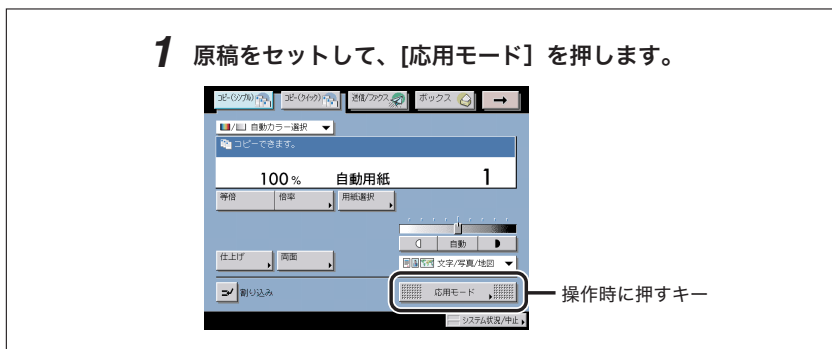 1 原稿をセットして、[応用モード]を押します。
コピー(シンプル) コピー(クイック) 送信/ファクス ボックス →
自動カラー選択
コピーできます。
100% 自動用紙 1
等倍 倍率 用紙選択
自動
仕上げ 両面
文字/写真/地図
割り込み 応用モード
操作時に押すキー
システム状況/中止